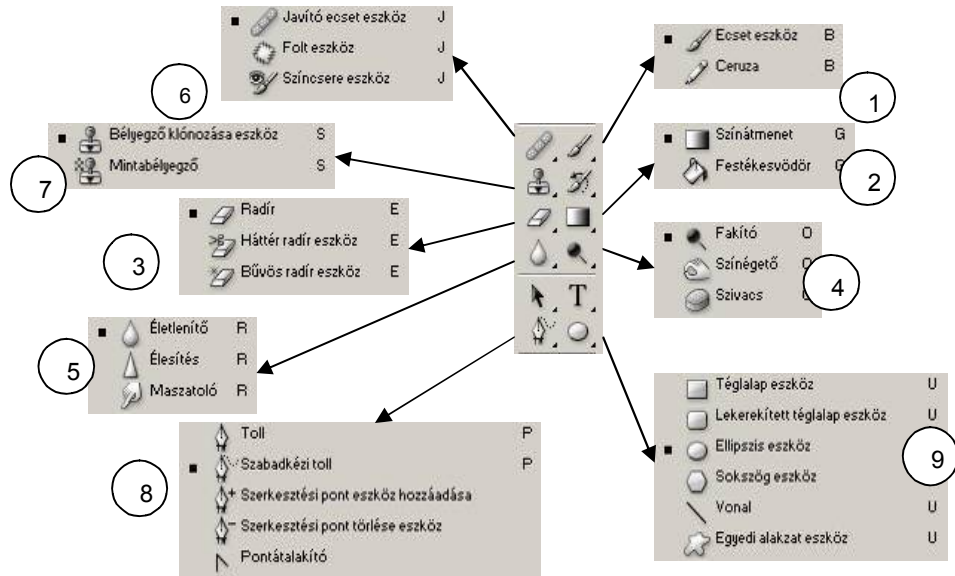 Javító ecset eszköz J
Folt eszköz J
Színcsere eszköz J
6
Ecset eszköz B
Ceruza B
1
Bélyegző klónozása eszköz S
Mintabélyegző S
7
Színátmenet G
Festékesvödör G
2
Radír E
Háttér radír eszköz E
Bűvös radír eszköz E
3
Fakító O
Színégető O
Szivacs
4
T
Életlenítő R
Élesítés R
Maszatoló R
5
Toll P
Szabadkézi toll P
Szerkesztési pont eszköz hozzáadása
Szerkesztési pont törlése eszköz
Pontátalakító
8
Téglalap eszköz U
Lekerekített téglalap eszköz U
Ellipszis eszköz
Sokszög eszköz
Vonal U
Egyedi alakzat eszköz U
9